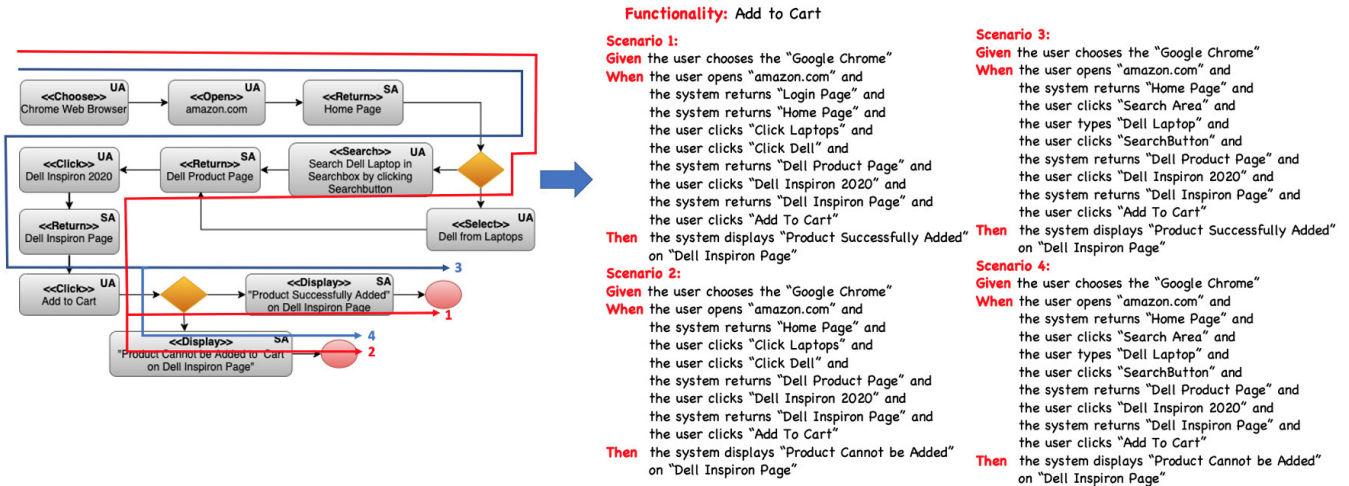 UA
<<Choose>>
Chrome Web Browser
UA
<<Open>>
amazon.com
SA
<<Return>>
Home Page
UA
<<Click>>
Dell Inspiron 2020
SA
<<Return>>
Dell Product Page
UA
<<Search>>
Search Dell Laptop in
Searchbox by clicking
Searchbutton
SA
<<Return>>
Dell Inspiron Page
UA
<<Select>>
Dell from Laptops
3
UA
<<Click>>
Add to Cart
SA
<<Display>>
"Product Successfully Added"
on Dell Inspiron Page
1
4
SA
<<Display>>
"Product Cannot be Added to Cart
on Dell Inspiron Page"
2
Functionality: Add to Cart
Scenario 1:
Given the user chooses the “Google Chrome”
When the user opens “amazon.com” and
the system returns “Login Page” and
the system returns “Home Page” and
the user clicks “Click Laptops” and
the user clicks “Click Dell” and
the system returns “Dell Product Page” and
the user clicks “Dell Inspiron 2020” and
the system returns “Dell Inspiron Page” and
the user clicks “Add To Cart”
Then the system displays “Product Successfully Added”
on “Dell Inspiron Page”
Scenario 2:
Given the user chooses the “Google Chrome”
When the user opens “amazon.com” and
the system returns “Home Page” and
the user clicks “Click Laptops” and
the user clicks “Click Dell” and
the system returns “Dell Product Page” and
the user clicks “Dell Inspiron 2020” and
the system returns “Dell Inspiron Page” and
the user clicks “Add To Cart”
Then the system displays “Product Cannot be Added”
on “Dell Inspiron Page”
Scenario 3:
Given the user chooses the “Google Chrome”
When the user opens “amazon.com” and
the system returns “Home Page” and
the user clicks “Search Area” and
the user types “Dell Laptop” and
the user clicks “SearchButton” and
the system returns “Dell Product Page” and
the user clicks “Dell Inspiron 2020” and
the system returns “Dell Inspiron Page” and
the user clicks “Add To Cart”
Then the system displays “Product Successfully Added”
on “Dell Inspiron Page”
Scenario 4:
Given the user chooses the “Google Chrome”
When the user opens “amazon.com” and
the system returns “Home Page” and
the user clicks “Search Area” and
the user types “Dell Laptop” and
the user clicks “SearchButton” and
the system returns “Dell Product Page” and
the user clicks “Dell Inspiron 2020” and
the system returns “Dell Inspiron Page” and
the user clicks “Add To Cart”
Then the system displays “Product Cannot be Added”
on “Dell Inspiron Page”